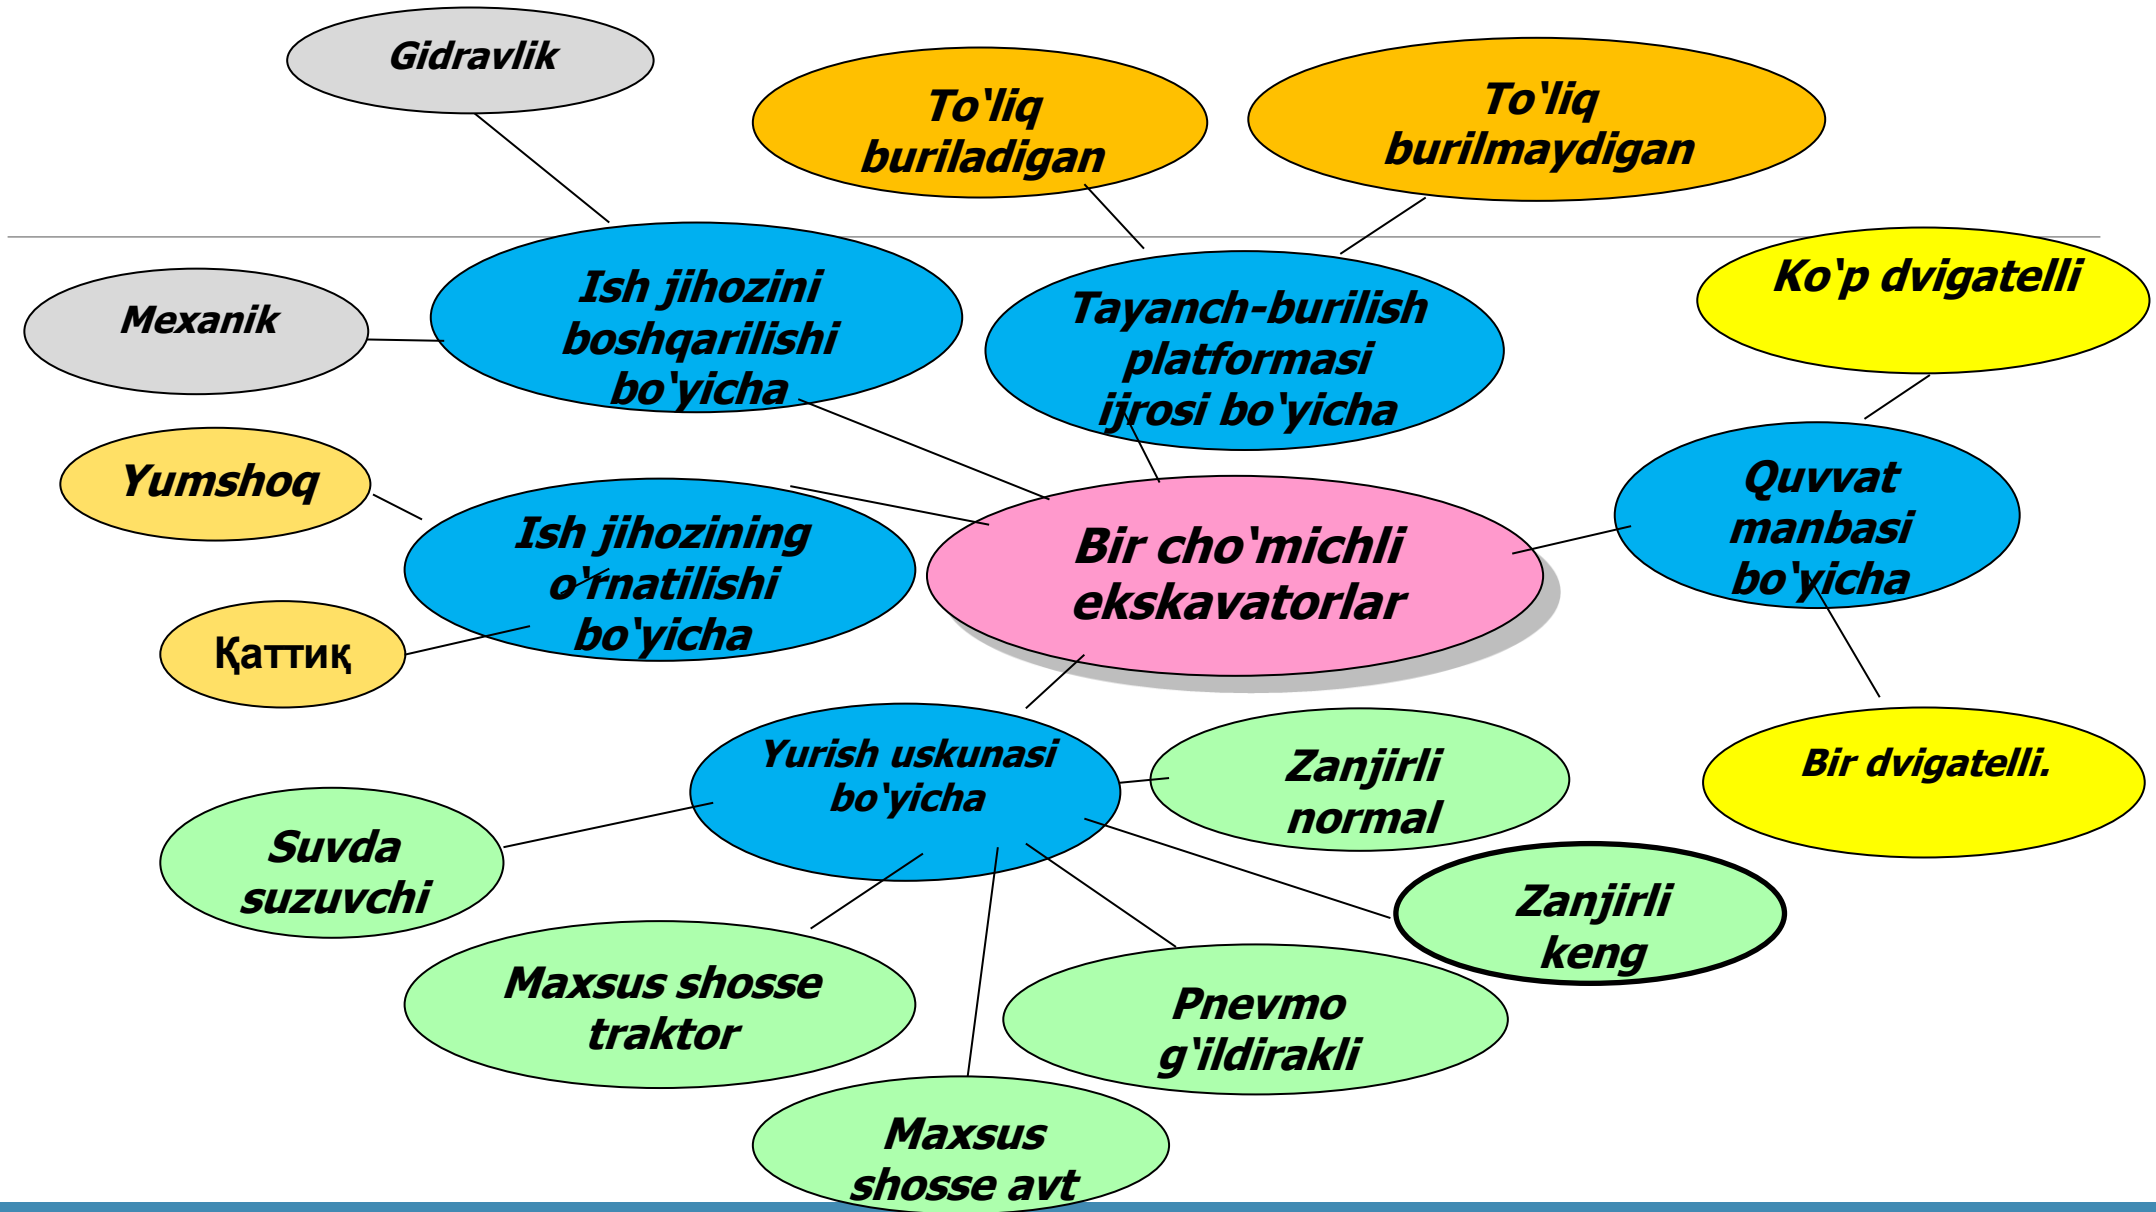 Gidravlik
To‘liq
buriladigan
To‘liq
burilmaydigan
Ish jihozini
boshqarilishi
bo‘yicha
Tayanch-burilish
platformasi
ijrosi bo‘yicha
Ko‘p dvigatelli
Mexanik
Yumshoq
Ish jihozining
o‘rnatilishi
bo‘yicha
Bir cho‘michli
ekskavatorlar
Quvvat
manbasi
bo‘yicha
Қаттиқ
Yurish uskunasi
bo‘yicha
Zanjirli
normal
Bir dvigatelli.
Suvda
suzuvchi
Zanjirli
keng
Maxsus shosse
traktor
Pnevmo
g‘ildirakli
Maxsus
shosse avt